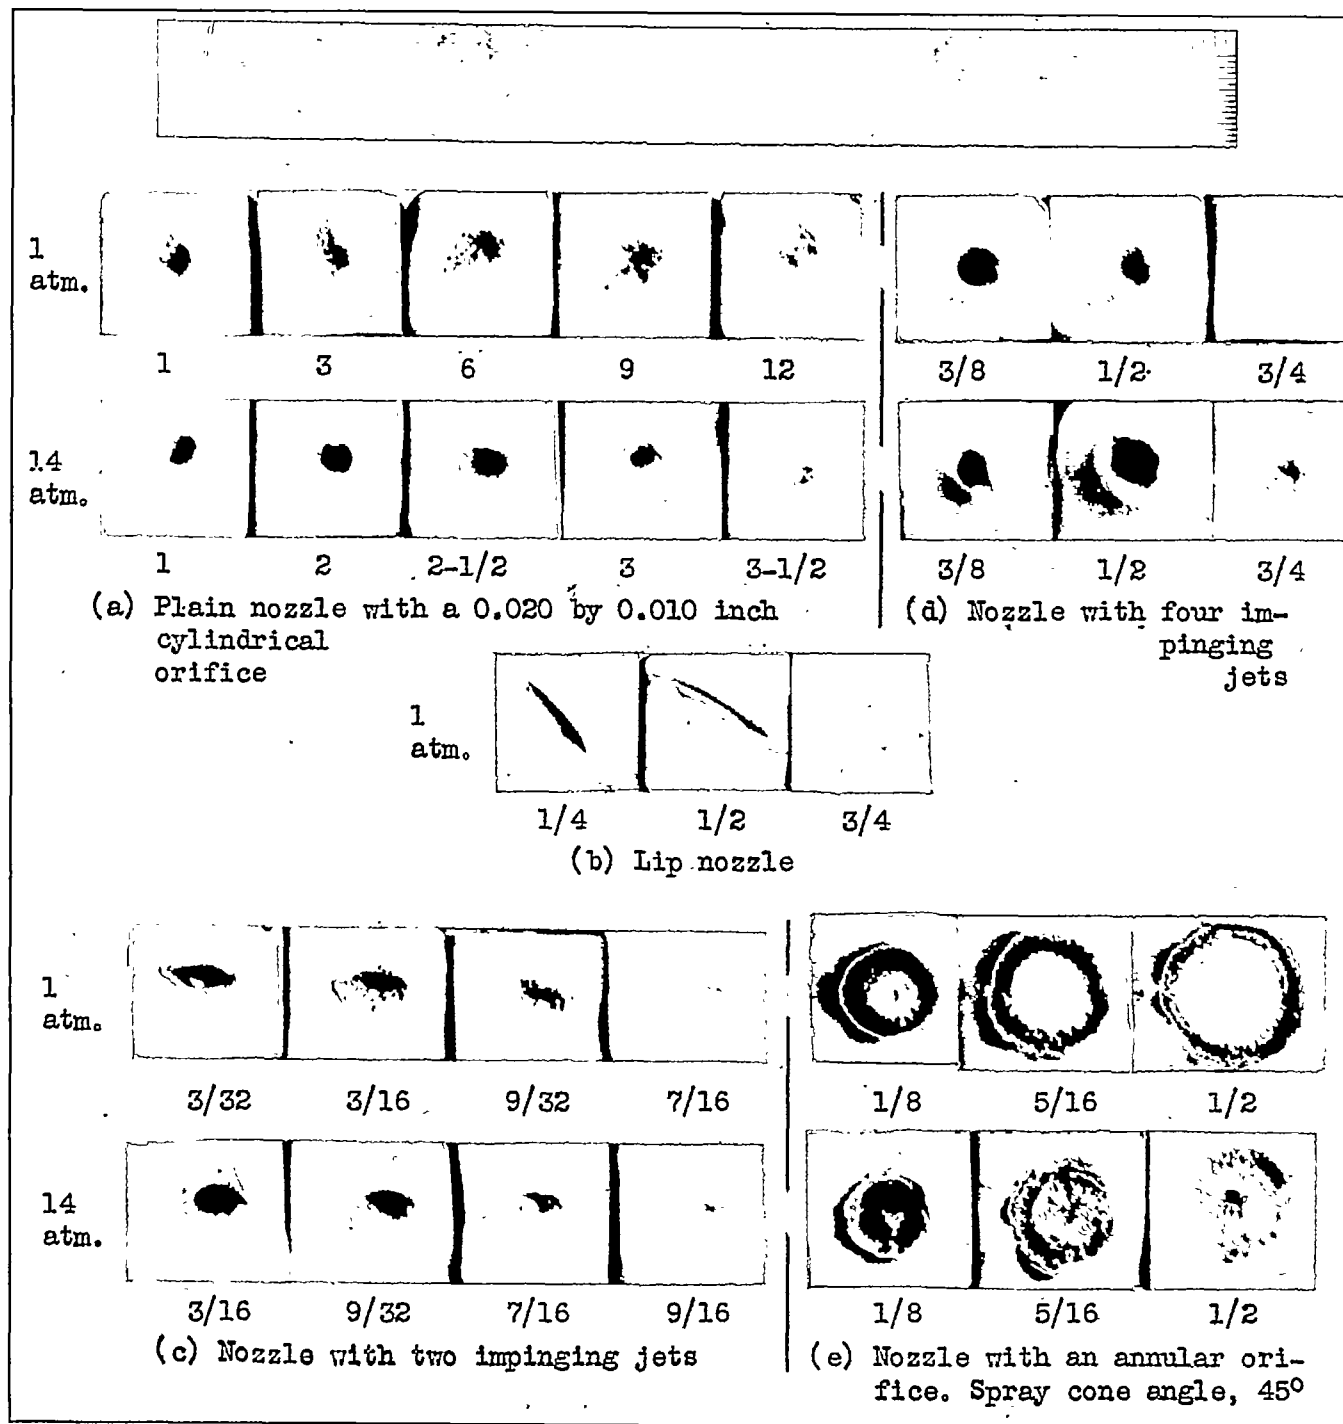 1
atm.
1 3 6 9 12
3/8 1/2 3/4
14
atm.
1 2 2-1/2 3 3-1/2
3/8 1/2 3/4
(a) Plain nozzle with a 0.020 by 0.010 inch
cylindrical
orifice
(d) Nozzle with four im-
pinging
jets
1
atm.
1/4 1/2 3/4
(b) Lip nozzle
1
atm.
3/32 3/16 9/32 7/16
1/8 5/16 1/2
14
atm.
3/16 9/32 7/16 9/16
1/8 5/16 1/2
(c) Nozzle with two impinging jets
(e) Nozzle with an annular ori-
fice. Spray cone angle, 45°